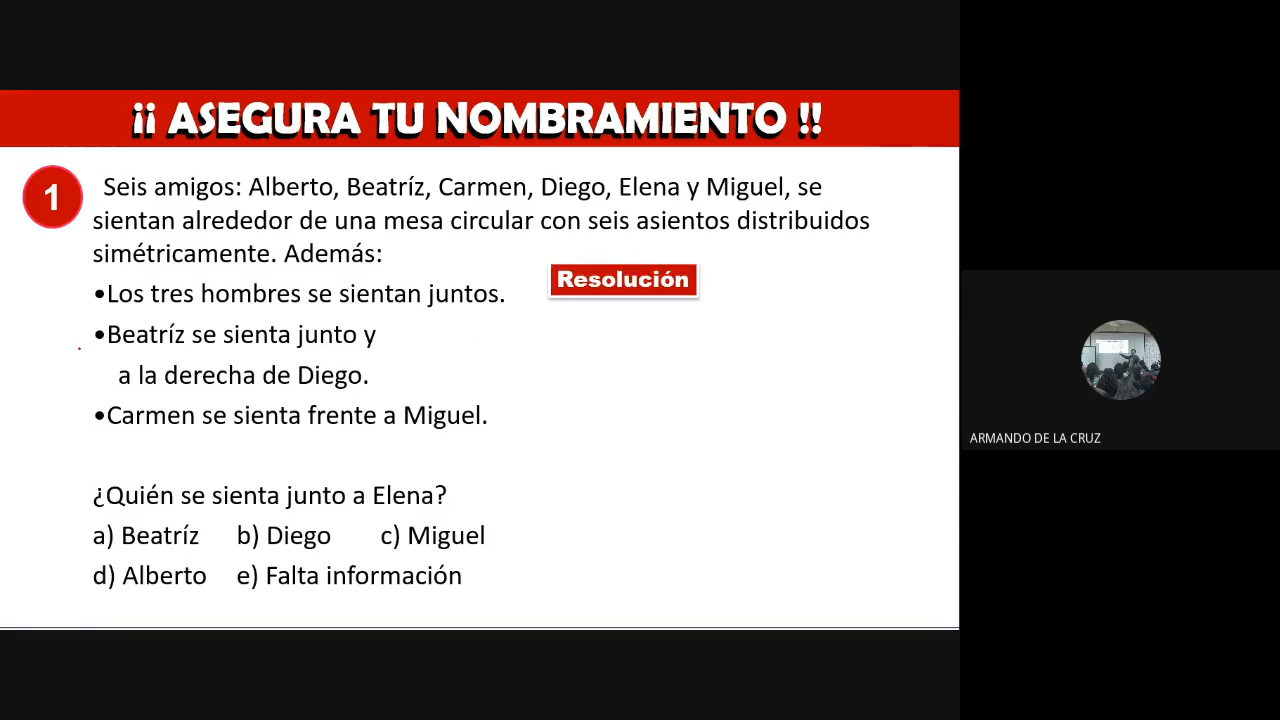 ¡¡ ASEGURA TU NOMBRAMIENTO !!
1
Seis amigos: Alberto, Beatríz, Carmen, Diego, Elena y Miguel, se
sientan alrededor de una mesa circular con seis asientos distribuidos
simétricamente. Además:
Resolución
•Los tres hombres se sientan juntos.
•Beatríz se sienta junto y
a la derecha de Diego.
•Carmen se sienta frente a Miguel.
¿Quién se sienta junto a Elena?
a) Beatríz b) Diego c) Miguel
d) Alberto e) Falta información
ARMANDO DE LA CRUZ